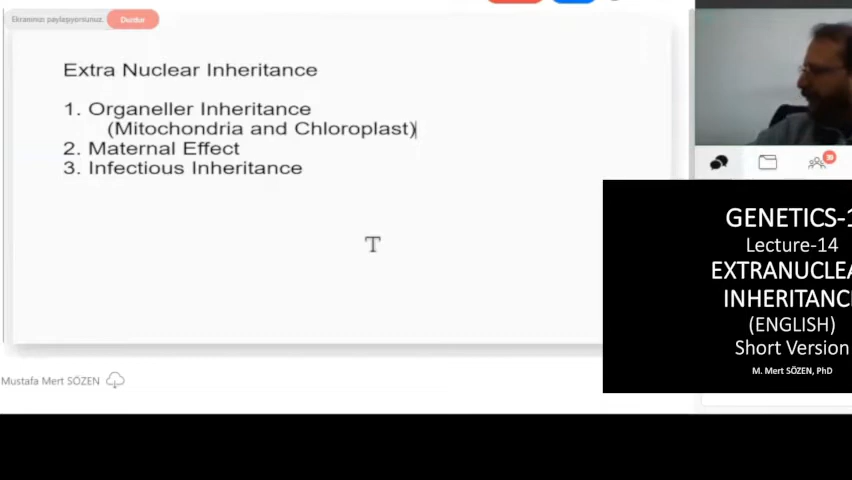 Ekranınızı paylaşıyorsunuz. Durdur
Extra Nuclear Inheritance
1. Organeller Inheritance
(Mitochondria and Chloroplast)
2. Maternal Effect
3. Infectious Inheritance
T
Mustafa Mert SÖZEN
GENETICS-1
Lecture-14
EXTRANUCLEA
INHERITANC
(ENGLISH)
Short Version
M. Mert SÖZEN, PhD